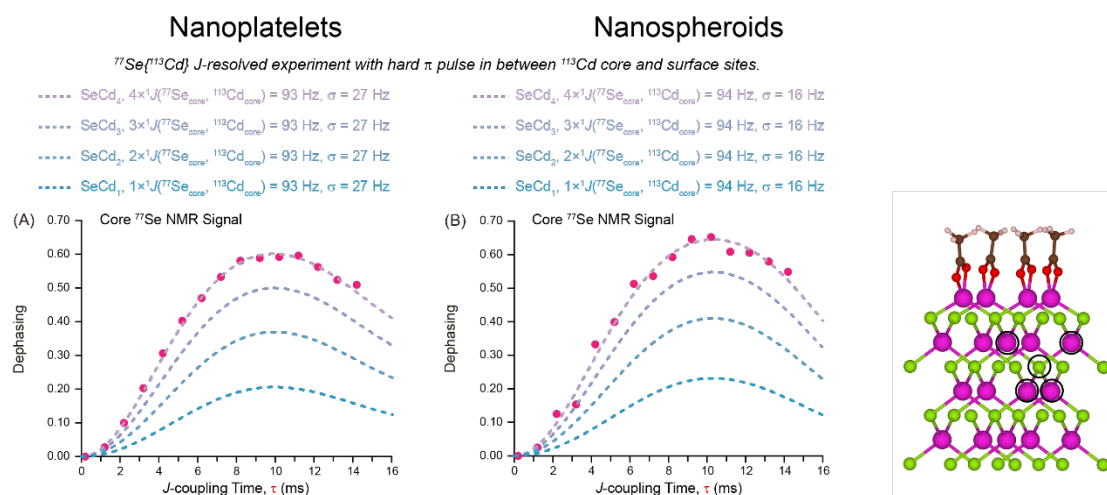 Nanoplatelets
Nanospheroids
⁷⁷Se{¹¹³Cd} J-resolved experiment with hard π pulse in between ¹¹³Cd core and surface sites.
SeCd₄, 4×¹J(⁷⁷Se_core, ¹¹³Cd_core) = 93 Hz, σ = 27 Hz
SeCd₃, 3×¹J(⁷⁷Se_core, ¹¹³Cd_core) = 93 Hz, σ = 27 Hz
SeCd₂, 2×¹J(⁷⁷Se_core, ¹¹³Cd_core) = 93 Hz, σ = 27 Hz
SeCd₁, 1×¹J(⁷⁷Se_core, ¹¹³Cd_core) = 93 Hz, σ = 27 Hz
SeCd₄, 4×¹J(⁷⁷Se_core, ¹¹³Cd_core) = 94 Hz, σ = 16 Hz
SeCd₃, 3×¹J(⁷⁷Se_core, ¹¹³Cd_core) = 94 Hz, σ = 16 Hz
SeCd₂, 2×¹J(⁷⁷Se_core, ¹¹³Cd_core) = 94 Hz, σ = 16 Hz
SeCd₁, 1×¹J(⁷⁷Se_core, ¹¹³Cd_core) = 94 Hz, σ = 16 Hz
(A)
Core ⁷⁷Se NMR Signal
Dephasing
0.70
0.60
0.50
0.40
0.30
0.20
0.10
0.00
0 2 4 6 8 10 12 14 16
J-coupling Time, τ (ms)
(B)
Core ⁷⁷Se NMR Signal
Dephasing
0.70
0.60
0.50
0.40
0.30
0.20
0.10
0.00
0 2 4 6 8 10 12 14 16
J-coupling Time, τ (ms)